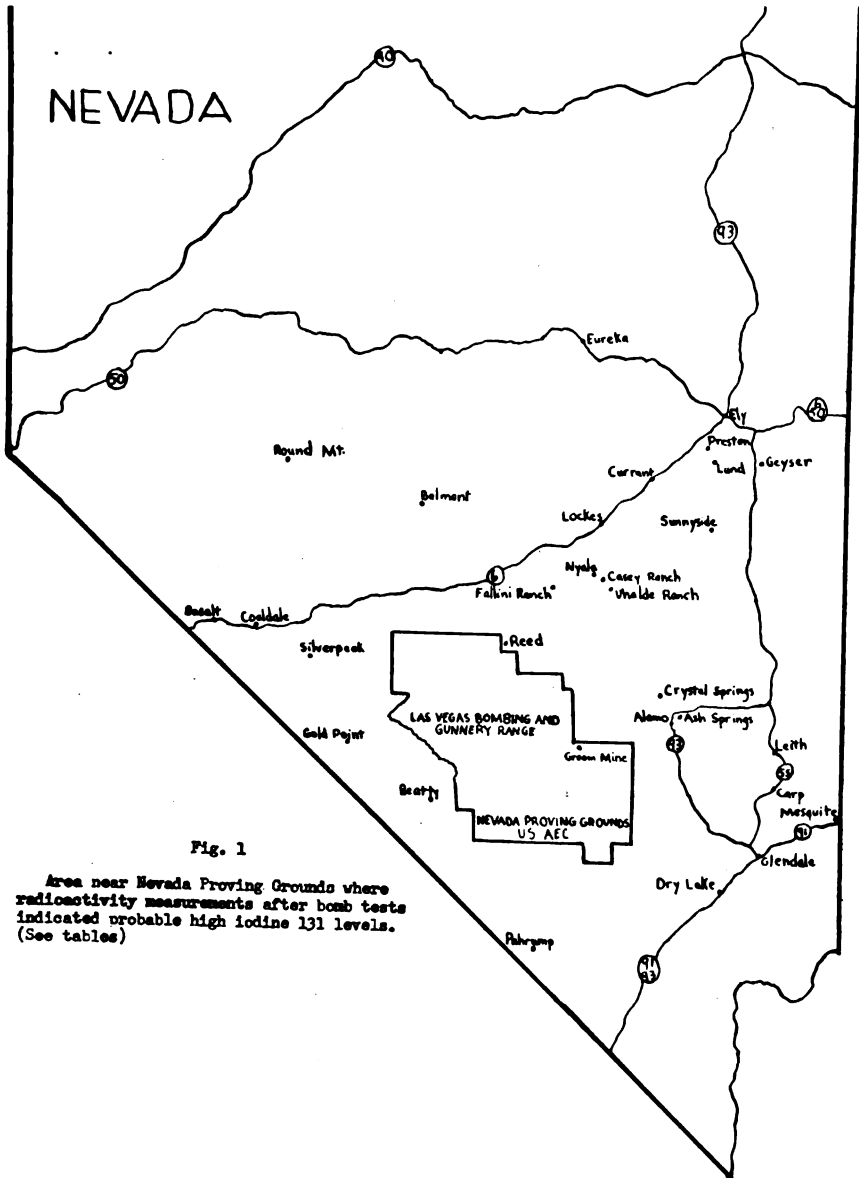 40
NEVADA
93
Eureka
50
Ely
6
50
Preston
Round Mt.
Lund
Geyser
Currant
Belmont
Lockes
Sunnyside
Nyala
6
Casey Ranch
Fallini Ranch
Uhalde Ranch
Basalt
Coaldale
Reed
Silverpeak
Crystal Springs
LAS VEGAS BOMBING AND
GUNNERY RANGE
Alamo
Ash Springs
Gold Point
93
Groom Mine
Leith
55
Beatty
Carp
Mesquite
NEVADA PROVING GROUNDS
US AEC
91
Fig. 1
Glendale
Area near Nevada Proving Grounds where
radioactivity measurements after bomb tests
indicated probable high iodine 131 levels.
(See tables)
Dry Lake
Pahrump
91
93